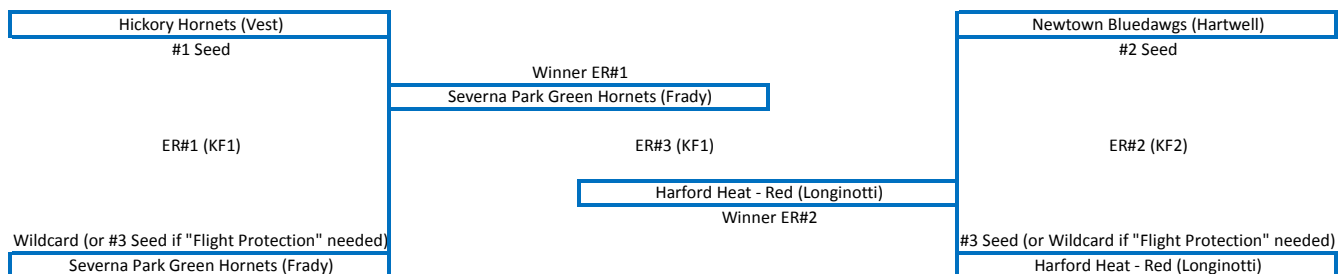 Hickory Hornets (Vest)
#1 Seed
Newtown Bluedawgs (Hartwell)
#2 Seed
Winner ER#1
Severna Park Green Hornets (Frady)
ER#1 (KF1)
ER#3 (KF1)
ER#2 (KF2)
Harford Heat - Red (Longinotti)
Winner ER#2
Wildcard (or #3 Seed if "Flight Protection" needed)
Severna Park Green Hornets (Frady)
#3 Seed (or Wildcard if "Flight Protection" needed)
Harford Heat - Red (Longinotti)